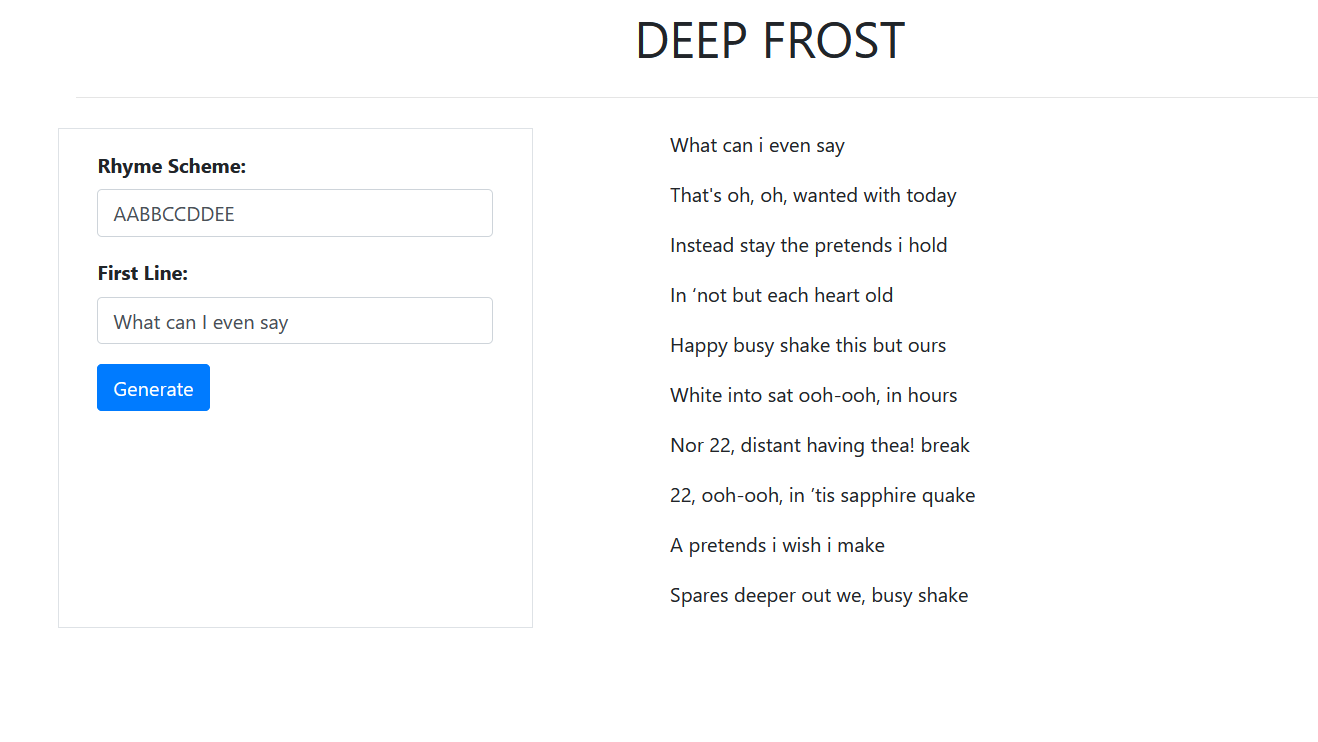 DEEP FROST
Rhyme Scheme:
AABBCCDDEE
First Line:
What can I even say
Generate
What can i even say
That's oh, oh, wanted with today
Instead stay the pretends i hold
In ‘not but each heart old
Happy busy shake this but ours
White into sat ooh-ooh, in hours
Nor 22, distant having thea! break
22, ooh-ooh, in ’tis sapphire quake
A pretends i wish i make
Spares deeper out we, busy shake